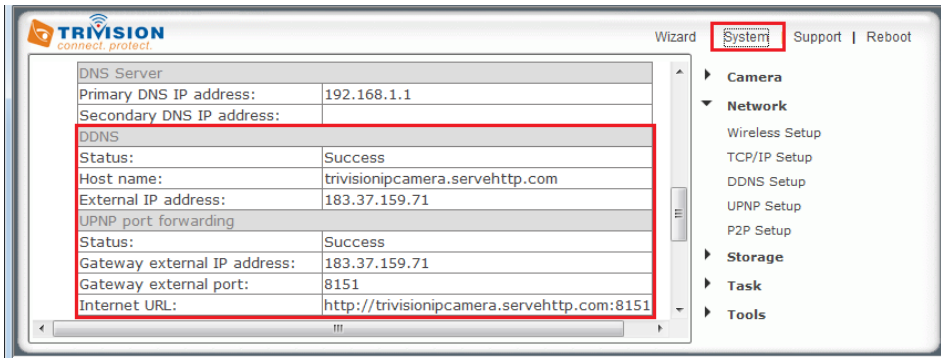 TRIVISION
connect. protect.
Wizard System Support | Reboot
DNS Server
Primary DNS IP address: 192.168.1.1
Secondary DNS IP address:
DDNS
Status: Success
Host name: trivisionipcamera.servehttp.com
External IP address: 183.37.159.71
UPNP port forwarding
Status: Success
Gateway external IP address: 183.37.159.71
Gateway external port: 8151
Internet URL: http://trivisionipcamera.servehttp.com:8151
Camera
Network
Wireless Setup
TCP/IP Setup
DDNS Setup
UPNP Setup
P2P Setup
Storage
Task
Tools